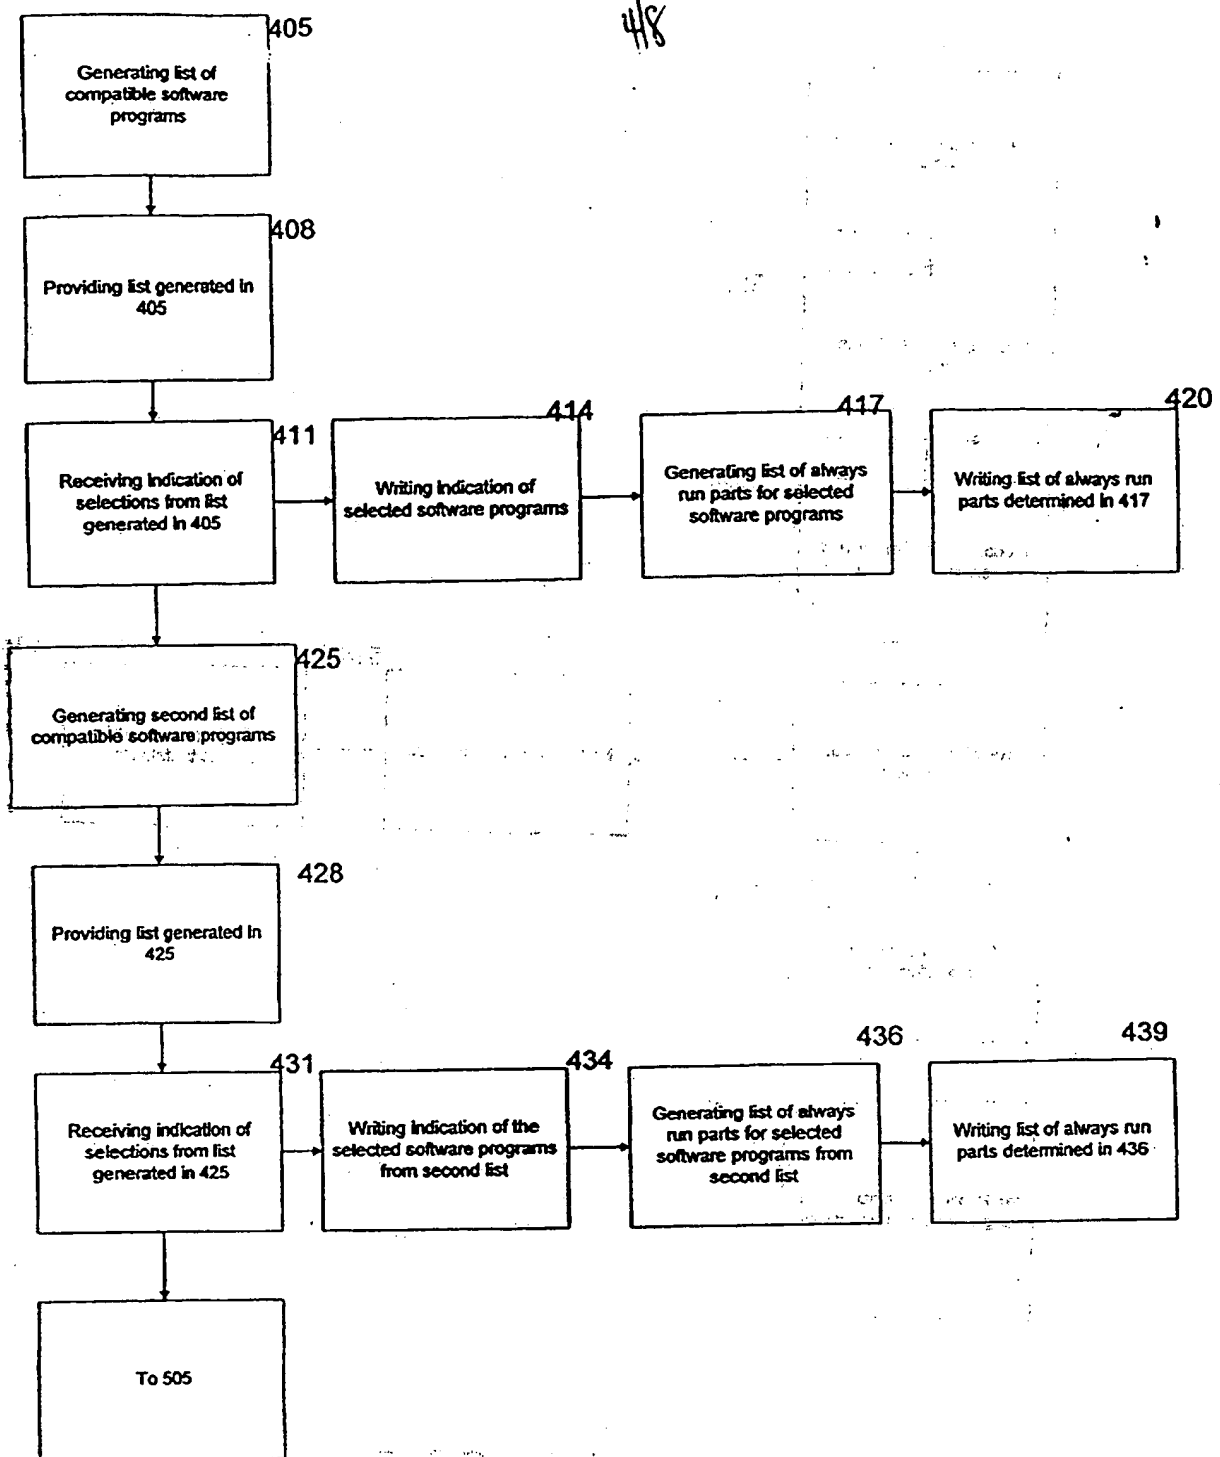 4/8
405
Generating list of
compatible software
programs
408
Providing list generated in
405
411
Receiving indication of
selections from list
generated in 405
414
Writing indication of
selected software programs
417
Generating list of always
run parts for selected
software programs
420
Writing list of always run
parts determined in 417
425
Generating second list of
compatible software programs
428
Providing list generated in
425
431
Receiving indication of
selections from list
generated in 425
434
Writing indication of the
selected software programs
from second list
436
Generating list of always
run parts for selected
software programs from
second list
439
Writing list of always run
parts determined in 436
To 505